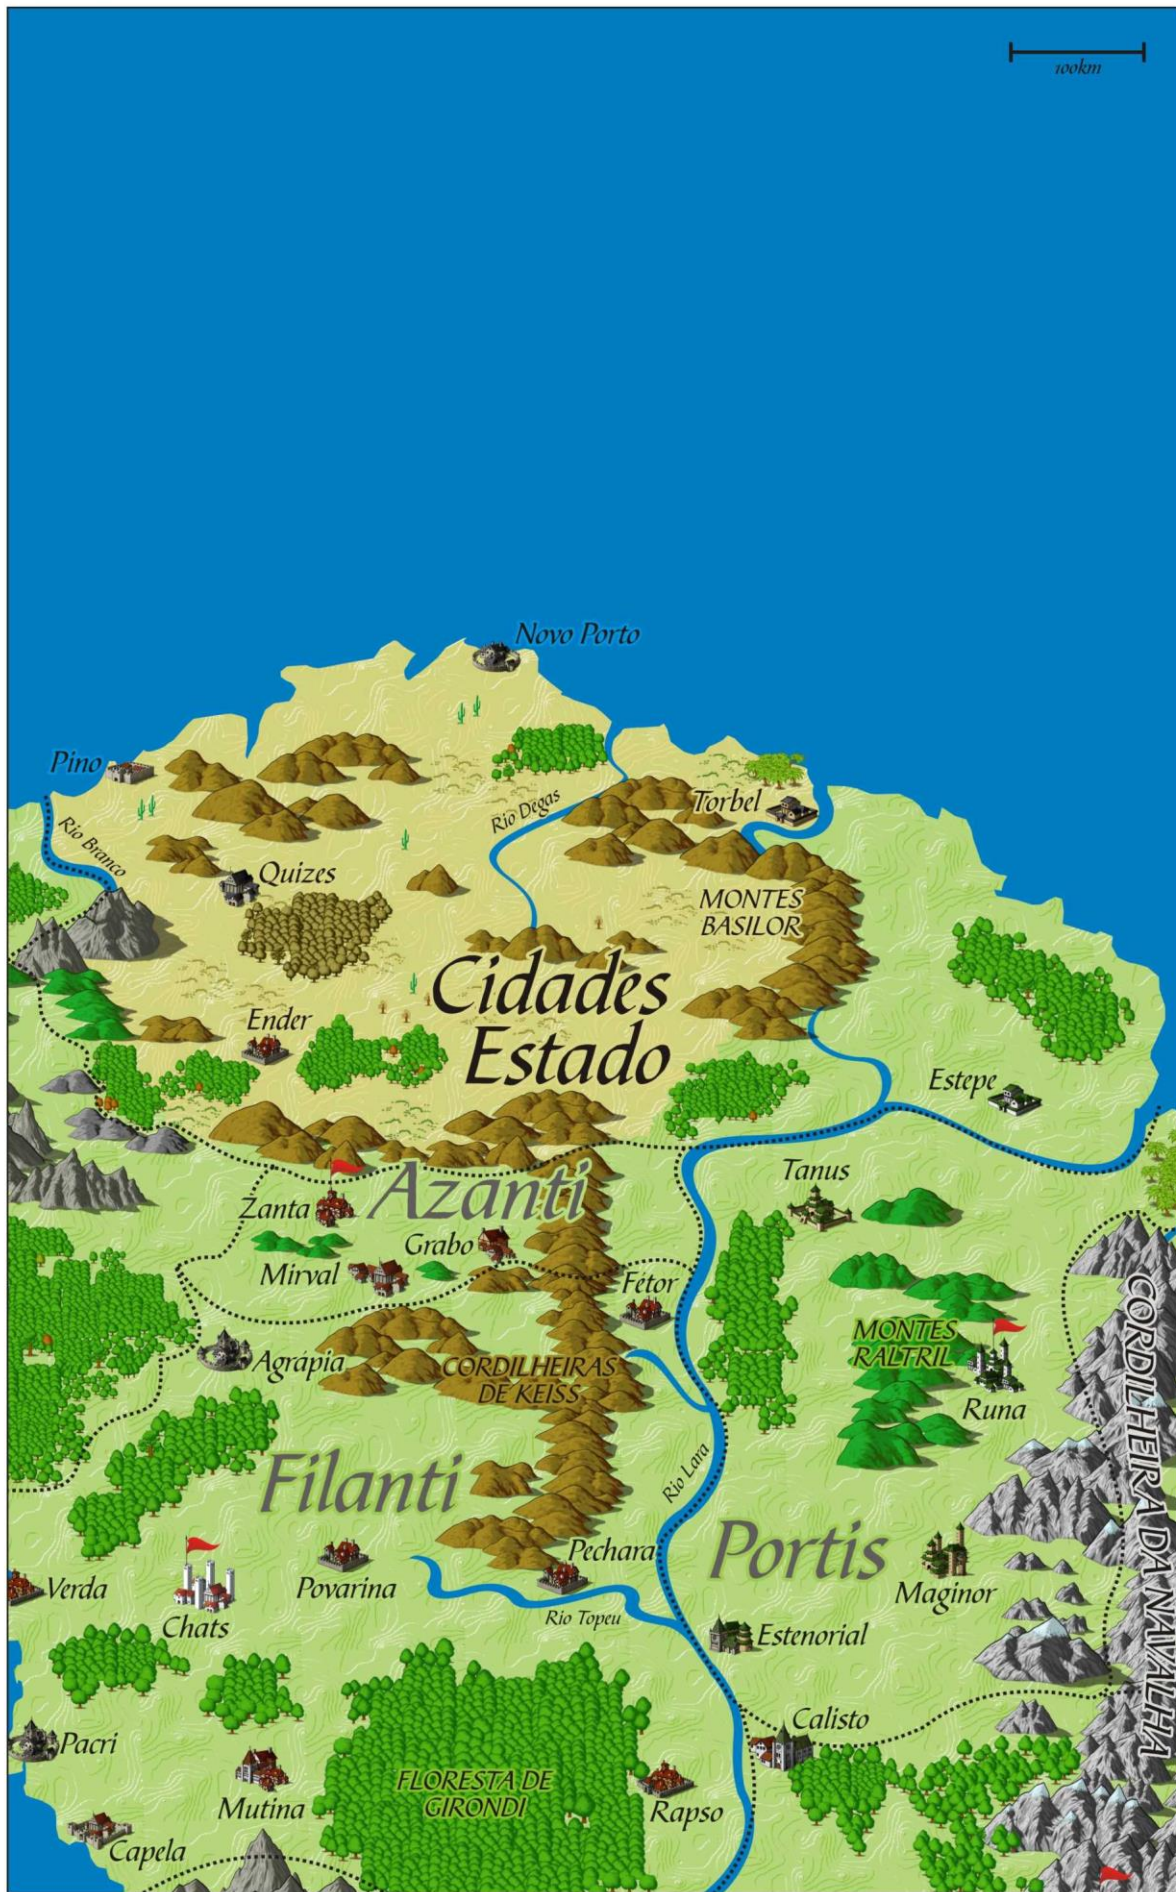 100km
Novo Porto
Pino
Rio Branco
Rio Degas
Torbel
Quizes
MONTES
BASILOR
Cidades
Estado
Ender
Estepe
Tanus
Azanti
Zanta
Grabo
Mirval
Fétor
CORDILHEIRA DA NAVALHA
MONTES
RALTRIL
Agrápia
CORDILHEIRAS
DE KEISS
Runa
Filanti
Rio Lara
Portis
Pechara
Verda
Povarina
Maginor
Chats
Rio Topeu
Estenorial
Calisto
Pacri
FLORESTA DE
GIRONDI
Mutina
Rapso
Capela